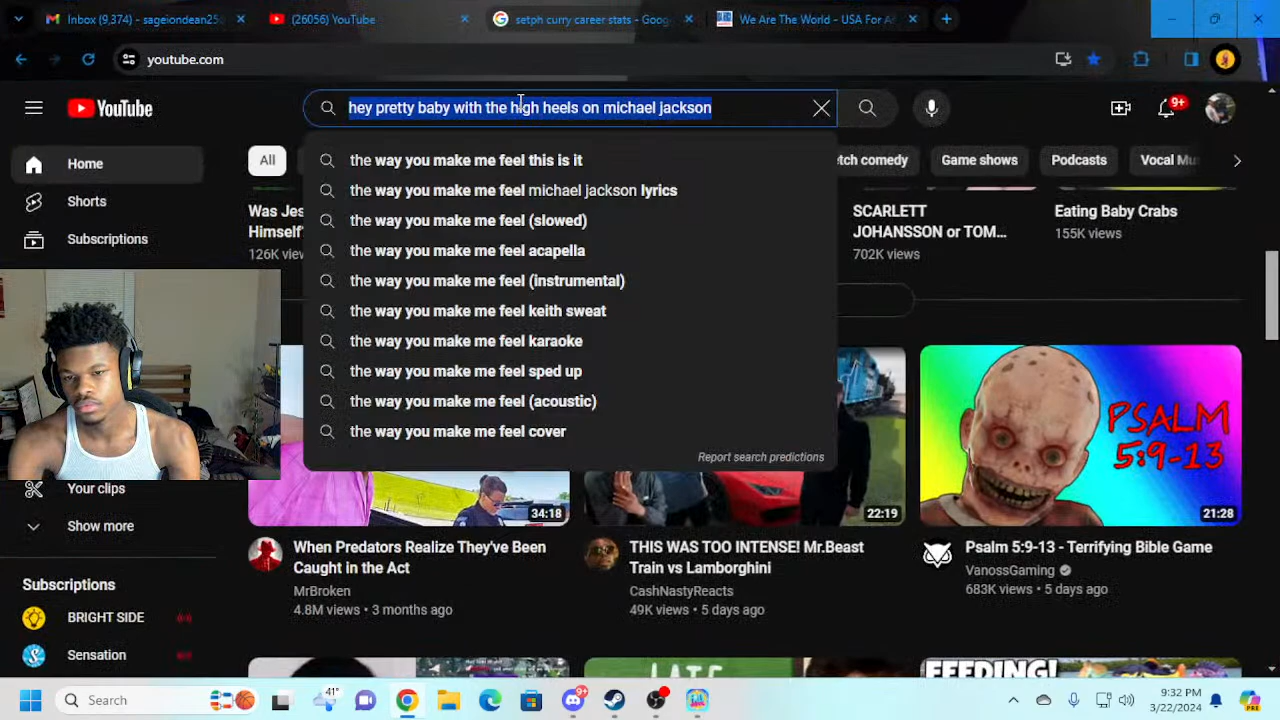 Inbox (9,374) - sageiondean25
(26056) YouTube
setph curry career stats - Goog
We Are The World - USA For A
youtube.com
YouTube
hey pretty baby with the high heels on michael jackson
9+
Home
Shorts
Subscriptions
All
etch comedy
Game shows
Podcasts
Vocal Mu
the way you make me feel this is it
the way you make me feel michael jackson lyrics
the way you make me feel (slowed)
the way you make me feel acapella
the way you make me feel (instrumental)
the way you make me feel keith sweat
the way you make me feel karaoke
the way you make me feel sped up
the way you make me feel (acoustic)
the way you make me feel cover
Report search predictions
Was Jes
Himself
126K views
SCARLETT
JOHANSSON or TOM...
702K views
Eating Baby Crabs
155K views
PSALM
5:9-13
34:18
22:19
21:28
Your clips
Show more
When Predators Realize They've Been
Caught in the Act
MrBroken
4.8M views • 3 months ago
THIS WAS TOO INTENSE! Mr.Beast
Train vs Lamborghini
CashNastyReacts
49K views • 5 days ago
Psalm 5:9-13 - Terrifying Bible Game
VanossGaming
683K views • 5 days ago
Subscriptions
BRIGHT SIDE
Sensation
LATE
FEEDING!
Search
41°
9+
9:32 PM
3/22/2024
PRE